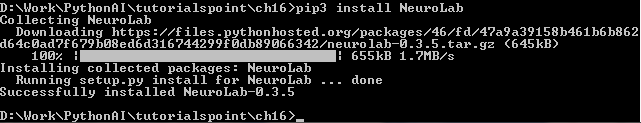 D:\Work\PythonAI\tutorialspoint\ch16>pip3 install NeuroLab
Collecting NeuroLab
  Downloading https://files.pythonhosted.org/packages/46/fd/47a9a39158b461b6b862
d64c0ad7f679b08ed6d316744299f0db89066342/neurolab-0.3.5.tar.gz (645kB)
    100% |████████████████████████████████| 655kB 1.7MB/s
Installing collected packages: NeuroLab
  Running setup.py install for NeuroLab ... done
Successfully installed NeuroLab-0.3.5
D:\Work\PythonAI\tutorialspoint\ch16>_